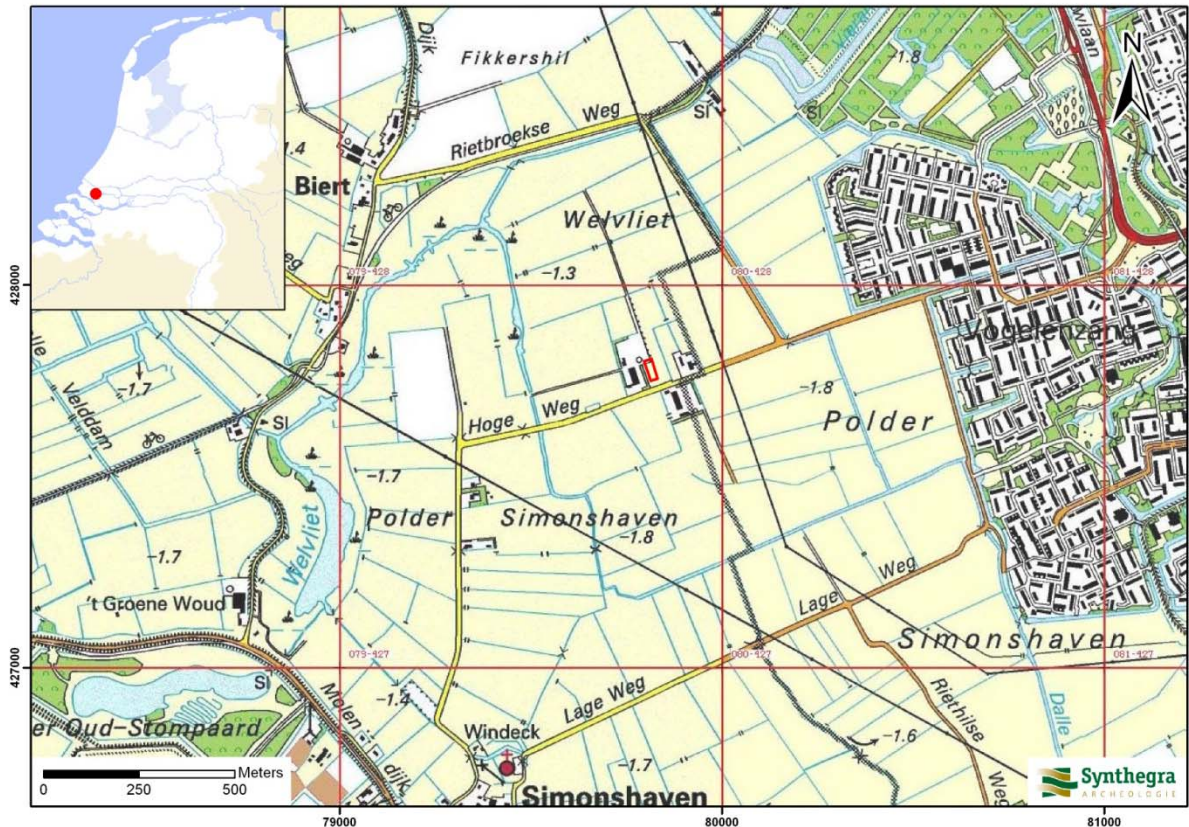 Dijk
Fikkershil
-1.8
N
1.4
Rietbroekse Weg
Sl
Sl
Biert
Welvliet
-1.3
079-428
080-428
081-428
428000
Vogelenzang
-1.7
Velddam
-1.8
Hoge Weg
Polder
Sl
-1.7
Polder Simonshaven
-1.8
-1.7
Welvliet
't Groene Woud
Lage Weg
Simonshaven
079-427
080-427
081-427
427000
Sl
Molen
dijk
-1.4
Lage Weg
Riethilse
Weg
Dalle
er Oud-Stompaard
Windeck
-1.6
-1.7
Meters
0 250 500
Simonshaven
Synthegra
ARCHEOLOGIE
79000 80000 81000